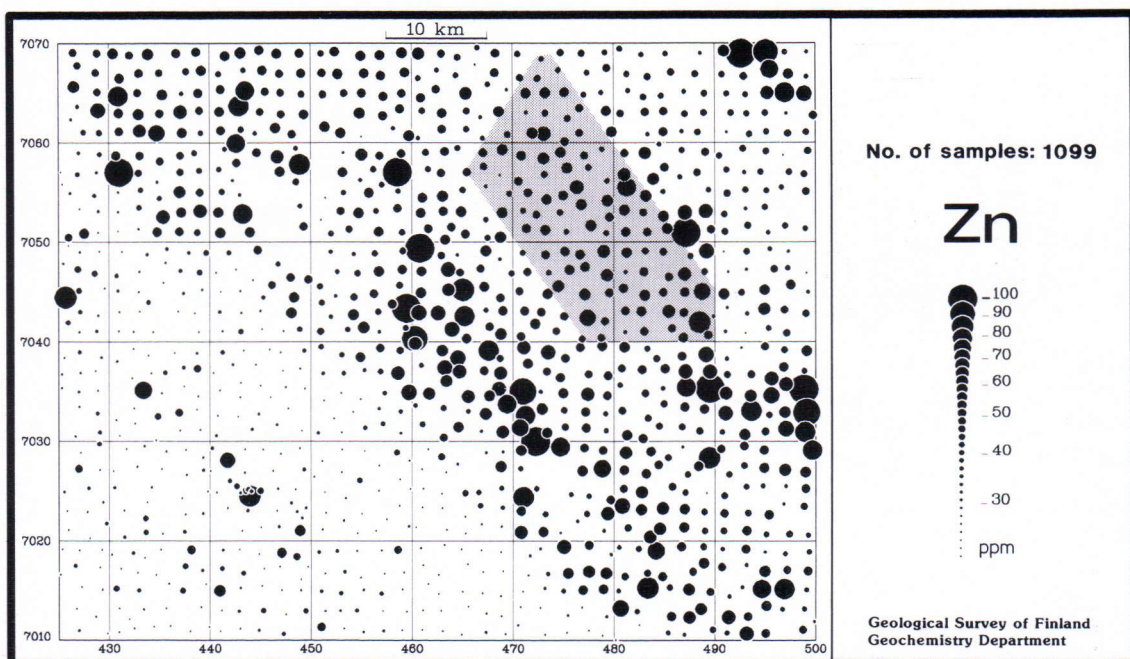 10 km
7070
7060
7050
7040
7030
7020
7010
430 440 450 460 470 480 490 500
No. of samples: 1099
Zn
100
90
80
70
60
50
40
30
ppm
Geological Survey of Finland
Geochemistry Department